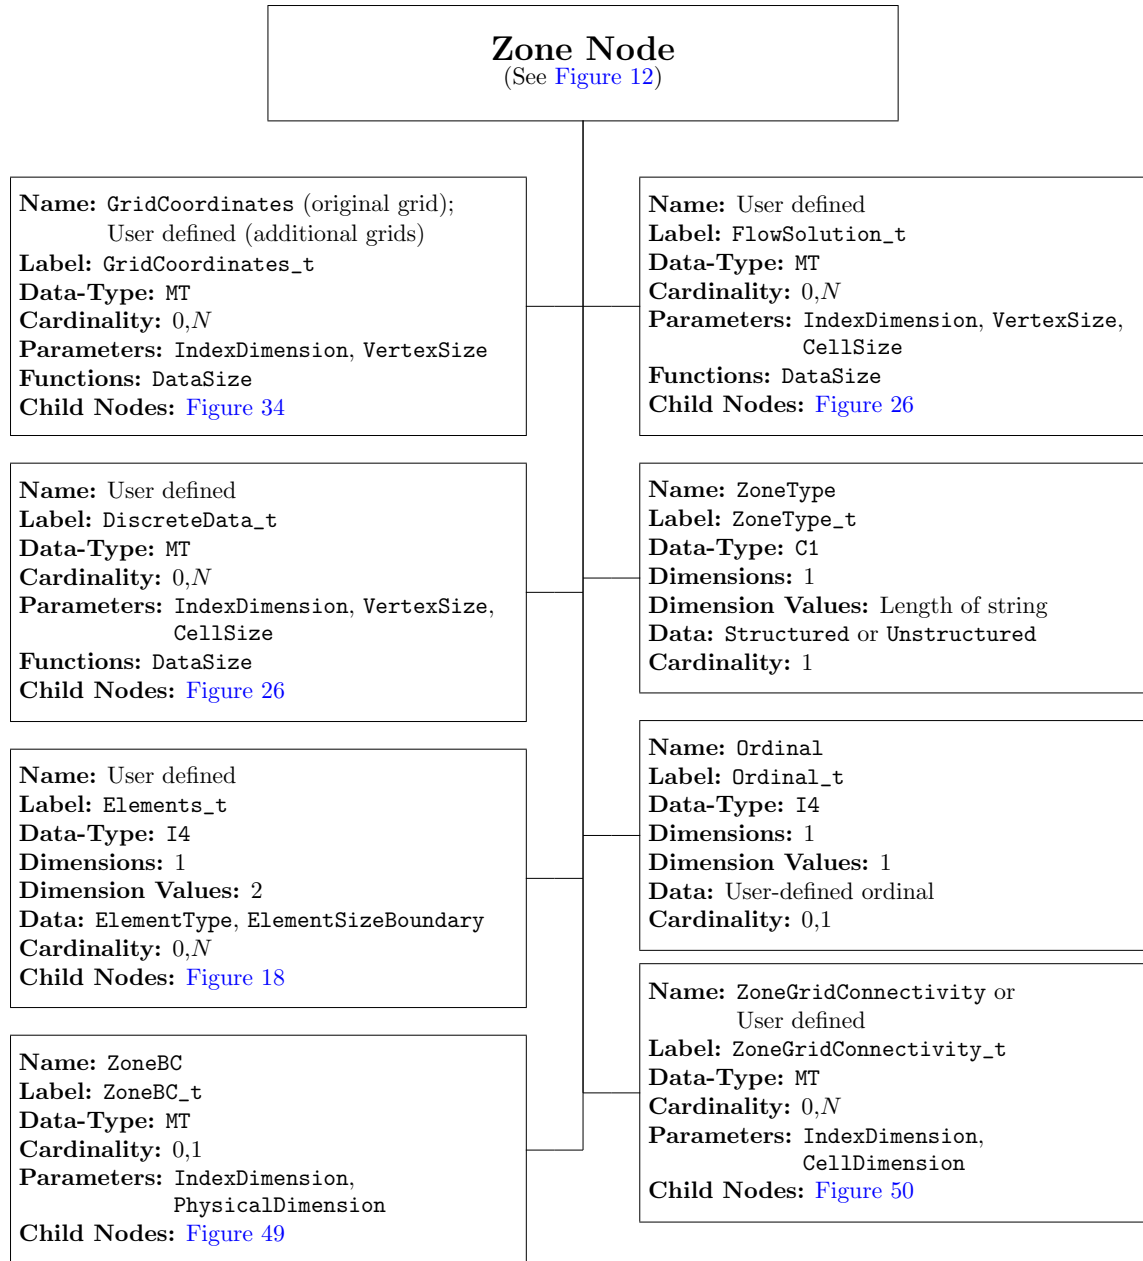 Zone Node
(See Figure 12)
Name: GridCoordinates (original grid);
User defined (additional grids)
Label: GridCoordinates_t
Data-Type: MT
Cardinality: 0,N
Parameters: IndexDimension, VertexSize
Functions: DataSize
Child Nodes: Figure 34
Name: User defined
Label: DiscreteData_t
Data-Type: MT
Cardinality: 0,N
Parameters: IndexDimension, VertexSize,
CellSize
Functions: DataSize
Child Nodes: Figure 26
Name: User defined
Label: Elements_t
Data-Type: I4
Dimensions: 1
Dimension Values: 2
Data: ElementType, ElementSizeBoundary
Cardinality: 0,N
Child Nodes: Figure 18
Name: ZoneBC
Label: ZoneBC_t
Data-Type: MT
Cardinality: 0,1
Parameters: IndexDimension,
PhysicalDimension
Child Nodes: Figure 49
Name: User defined
Label: FlowSolution_t
Data-Type: MT
Cardinality: 0,N
Parameters: IndexDimension, VertexSize,
CellSize
Functions: DataSize
Child Nodes: Figure 26
Name: ZoneType
Label: ZoneType_t
Data-Type: C1
Dimensions: 1
Dimension Values: Length of string
Data: Structured or Unstructured
Cardinality: 1
Name: Ordinal
Label: Ordinal_t
Data-Type: I4
Dimensions: 1
Dimension Values: 1
Data: User-defined ordinal
Cardinality: 0,1
Name: ZoneGridConnectivity or
User defined
Label: ZoneGridConnectivity_t
Data-Type: MT
Cardinality: 0,N
Parameters: IndexDimension,
CellDimension
Child Nodes: Figure 50